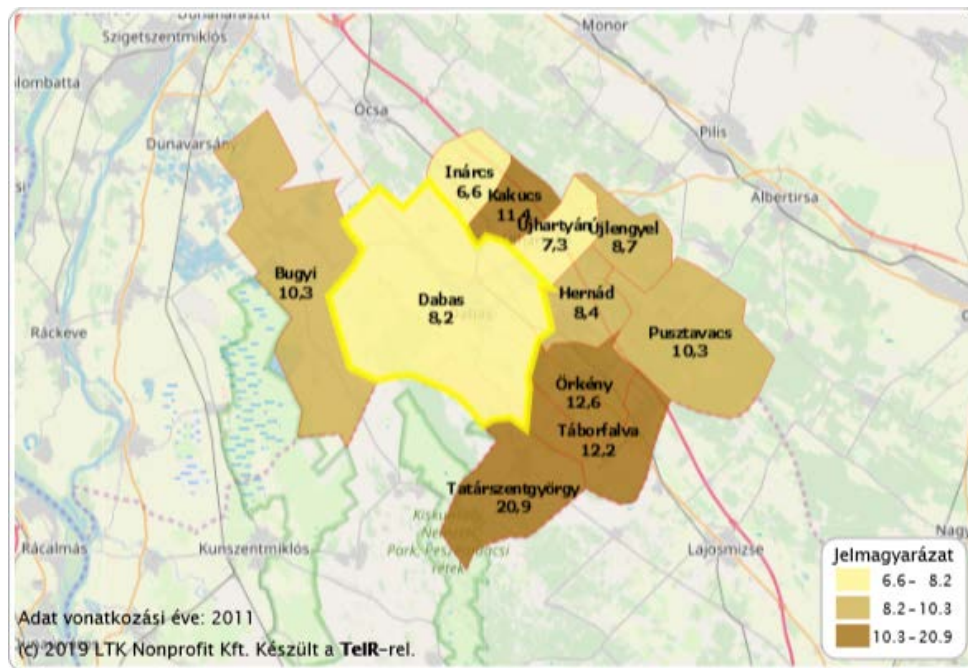 Szigetszentmiklós
Monor
Ócsa
Pilis
Dunavarsány
Albertirsa
Inárcs
6,6
Kakucs
11,4
Újhartyán
7,3
Újlengyel
8,7
Bugyi
10,3
Dabas
8,2
Hernád
8,4
Pusztavacs
10,3
Ráckeve
Örkény
12,6
Táborfalva
12,2
Tatárszentgyörgy
20,9
Rácalmás
Kunszentmiklós
Lajosmizse
Jelmagyarázat
6.6- 8.2
8.2-10.3
10.3-20.9
Adat vonatkozási éve: 2011
(c) 2019 LTK Nonprofit Kft. Készült a TeIR-rel.